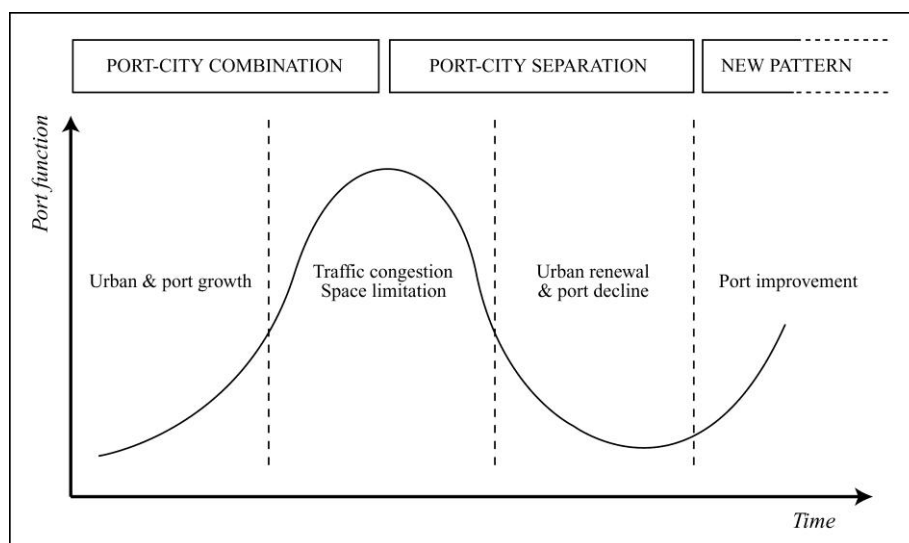 PORT-CITY COMBINATION
PORT-CITY SEPARATION
NEW PATTERN
Port function
Urban & port growth
Traffic congestion
Space limitation
Urban renewal
& port decline
Port improvement
Time